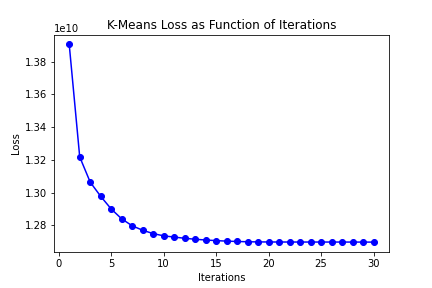 K-Means Loss as Function of Iterations
1e10
1.38
1.36
1.34
1.32
1.30
1.28
Loss
0 5 10 15 20 25 30
Iterations